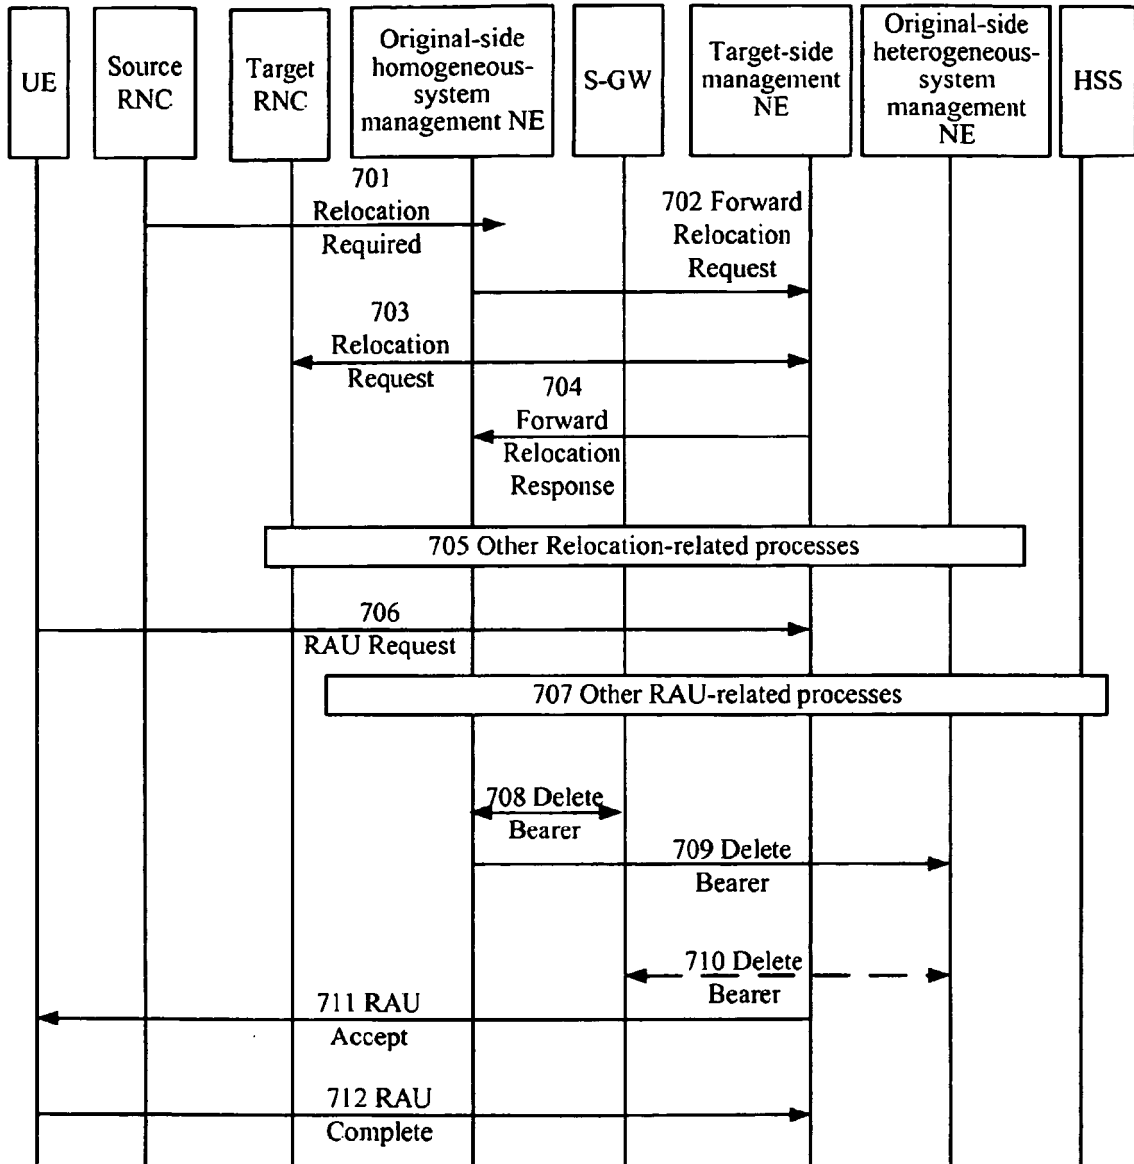 UE
Source
RNC
Target
RNC
Original-side
homogeneous-
system
management NE
S-GW
Target-side
management
NE
Original-side
heterogeneous-
system
management
NE
HSS
701
Relocation
Required
702 Forward
Relocation
Request
703
Relocation
Request
704
Forward
Relocation
Response
705 Other Relocation-related processes
706
RAU Request
707 Other RAU-related processes
708 Delete
Bearer
709 Delete
Bearer
710 Delete
Bearer
711 RAU
Accept
712 RAU
Complete